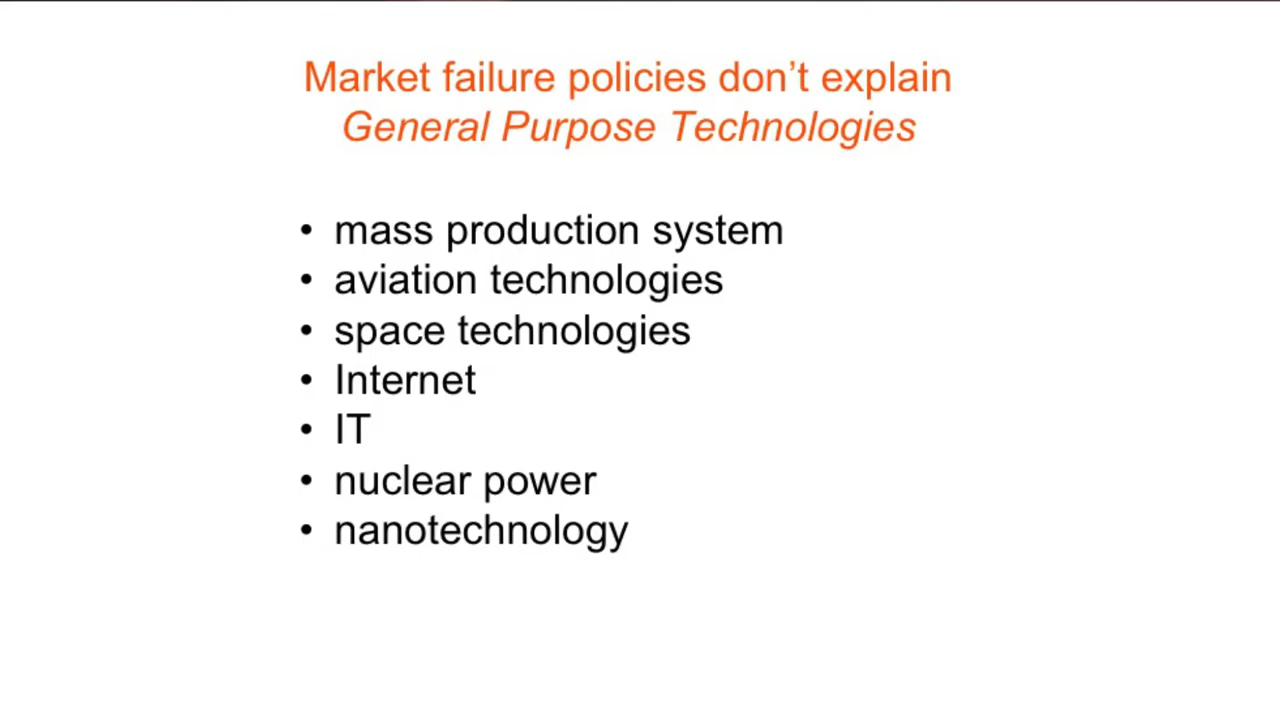 Market failure policies don’t explain
General Purpose Technologies
• mass production system
• aviation technologies
• space technologies
• Internet
• IT
• nuclear power
• nanotechnology